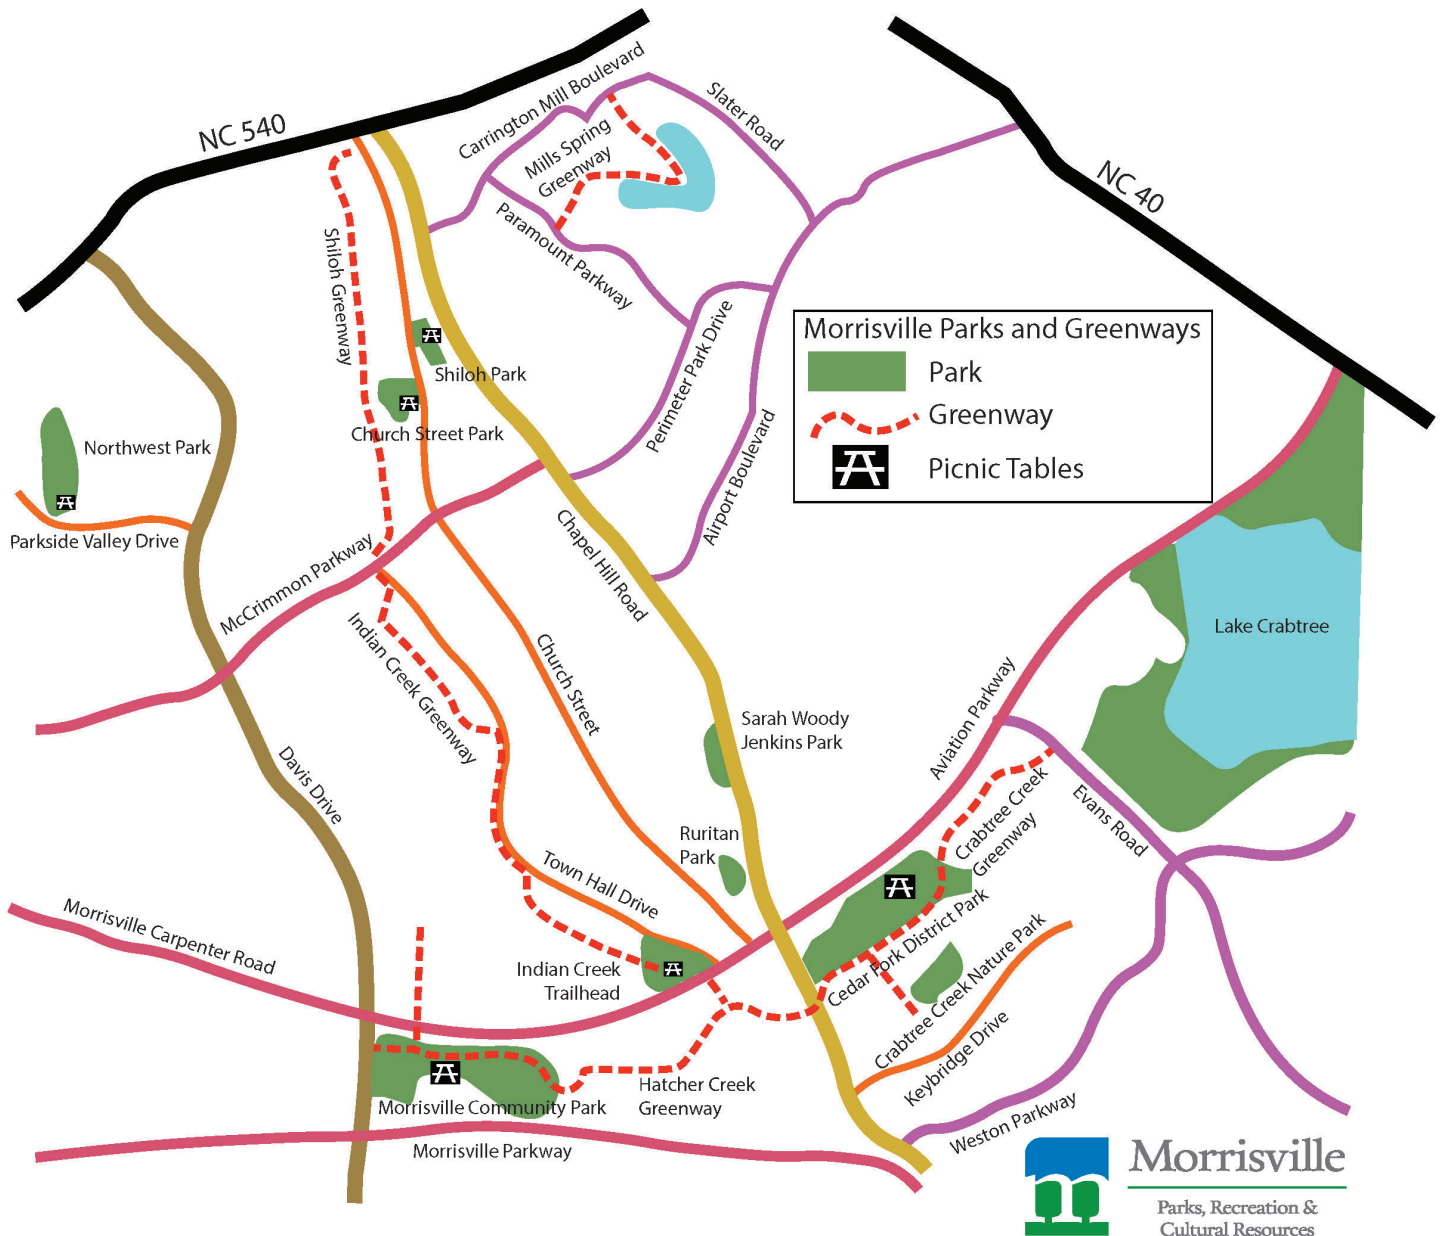 NC 540
Carrington Mill Boulevard
Slater Road
Mills Spring
Greenway
NC 40
Paramount Parkway
Shiloh Greenway
Perimeter Park Drive
Morrisville Parks and Greenways
Park
Greenway
Picnic Tables
Shiloh Park
Church Street Park
Northwest Park
Airport Boulevard
Parkside Valley Drive
McCrimmon Parkway
Chapel Hill Road
Lake Crabtree
Indian Creek Greenway
Church Street
Sarah Woody
Jenkins Park
Aviation Parkway
Davis Drive
Evans Road
Crabtree Creek
Greenway
Ruritan
Park
Town Hall Drive
Morrisville Carpenter Road
Cedar Fork District Park
Indian Creek
Trailhead
Crabtree Creek Nature Park
Keybridge Drive
Hatcher Creek
Greenway
Morrisville Community Park
Weston Parkway
Morrisville Parkway
Morrisville
Parks, Recreation &
Cultural Resources